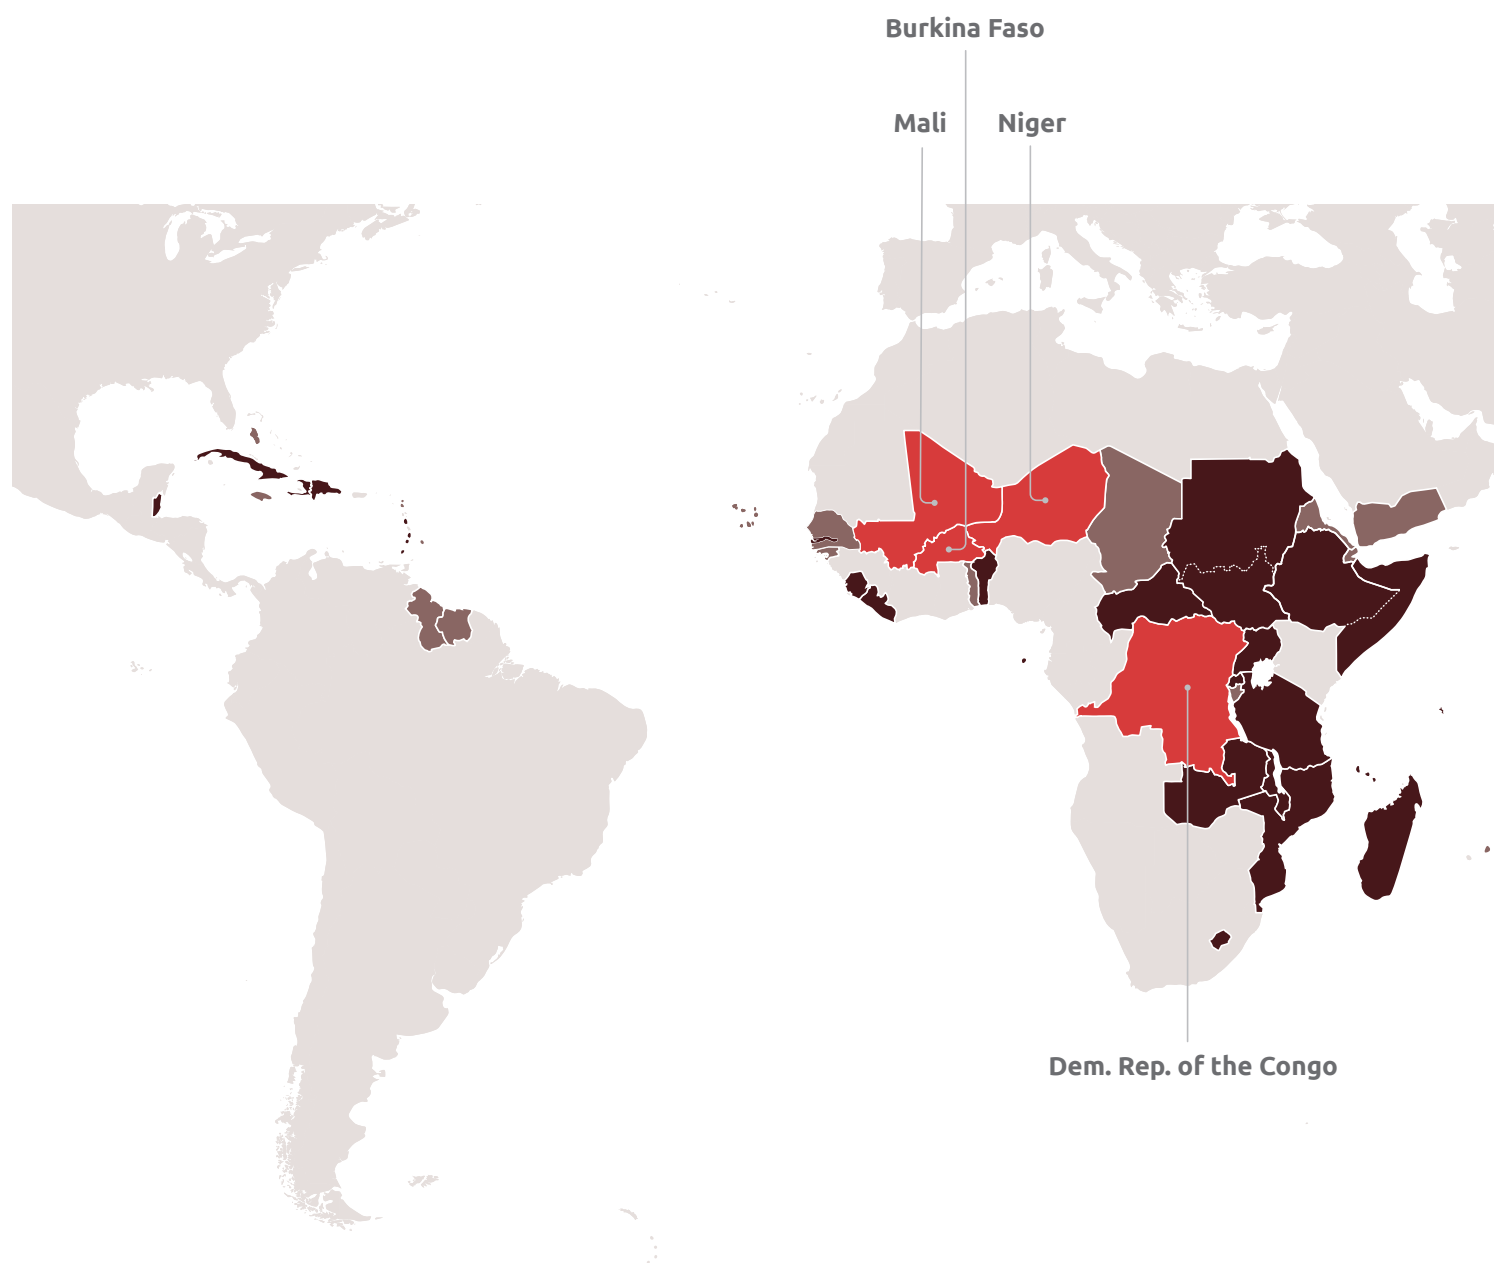 Burkina Faso
Mali
Niger
Dem. Rep. of the Congo